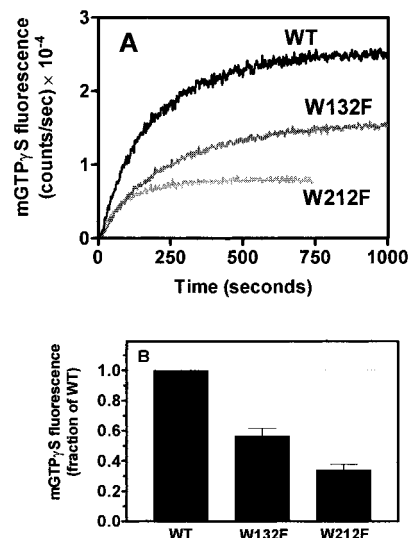 A
mGTPγS fluorescence
(counts/sec) × 10⁻⁴
3
2
1
0
WT
W132F
W212F
0 250 500 750 1000
Time (seconds)
B
mGTPγS fluorescence
(fraction of WT)
1.0
0.8
0.6
0.4
0.2
0.0
WT W132F W212F